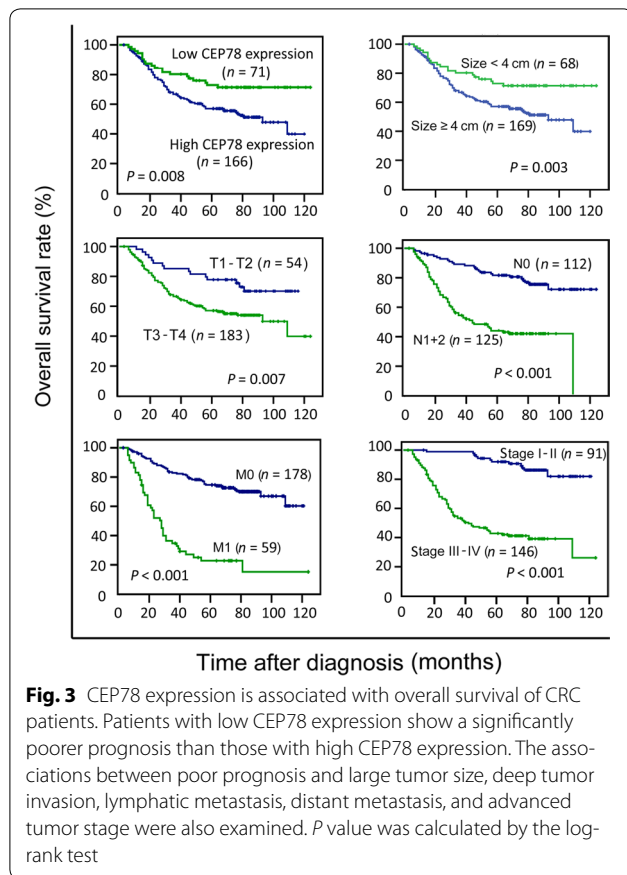 Overall survival rate (%)
100
80
60
40
20
0
Low CEP78 expression
(n = 71)
High CEP78 expression
(n = 166)
P = 0.008
0 20 40 60 80 100 120
100
80
60
40
20
0
Size < 4 cm (n = 68)
Size ≥ 4 cm (n = 169)
P = 0.003
0 20 40 60 80 100 120
100
80
60
40
20
0
T1-T2 (n = 54)
T3-T4 (n = 183)
P = 0.007
0 20 40 60 80 100 120
100
80
60
40
20
0
N0 (n = 112)
N1+2 (n = 125)
P < 0.001
0 20 40 60 80 100 120
100
80
60
40
20
0
M0 (n = 178)
M1 (n = 59)
P < 0.001
0 20 40 60 80 100 120
100
80
60
40
20
0
Stage I-II (n = 91)
Stage III-IV (n = 146)
P < 0.001
0 20 40 60 80 100 120
Time after diagnosis (months)
Fig. 3 CEP78 expression is associated with overall survival of CRC
patients. Patients with low CEP78 expression show a significantly
poorer prognosis than those with high CEP78 expression. The asso-
ciations between poor prognosis and large tumor size, deep tumor
invasion, lymphatic metastasis, distant metastasis, and advanced
tumor stage were also examined. P value was calculated by the log-
rank test